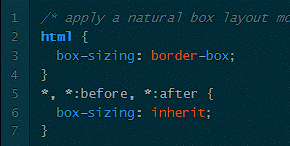 1 /* apply a natural box layout
2 html {
3 box-sizing: border-box;
4 }
5 *, *:before, *:after {
6 box-sizing: inherit;
7 }